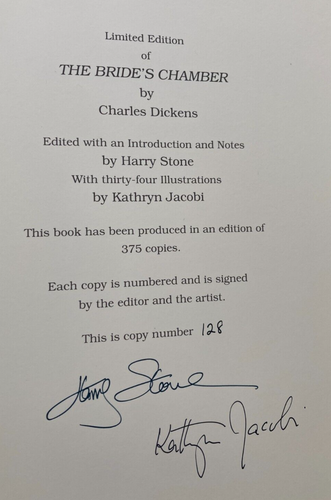 Limited Edition
of
THE BRIDE'S CHAMBER
by
Charles Dickens
Edited with an Introduction and Notes
by Harry Stone
With thirty-four Illustrations
by Kathryn Jacobi
This book has been produced in an edition of
375 copies.
Each copy is numbered and is signed
by the editor and the artist.
This is copy number 128
Harry Stone
Kathryn Jacobi